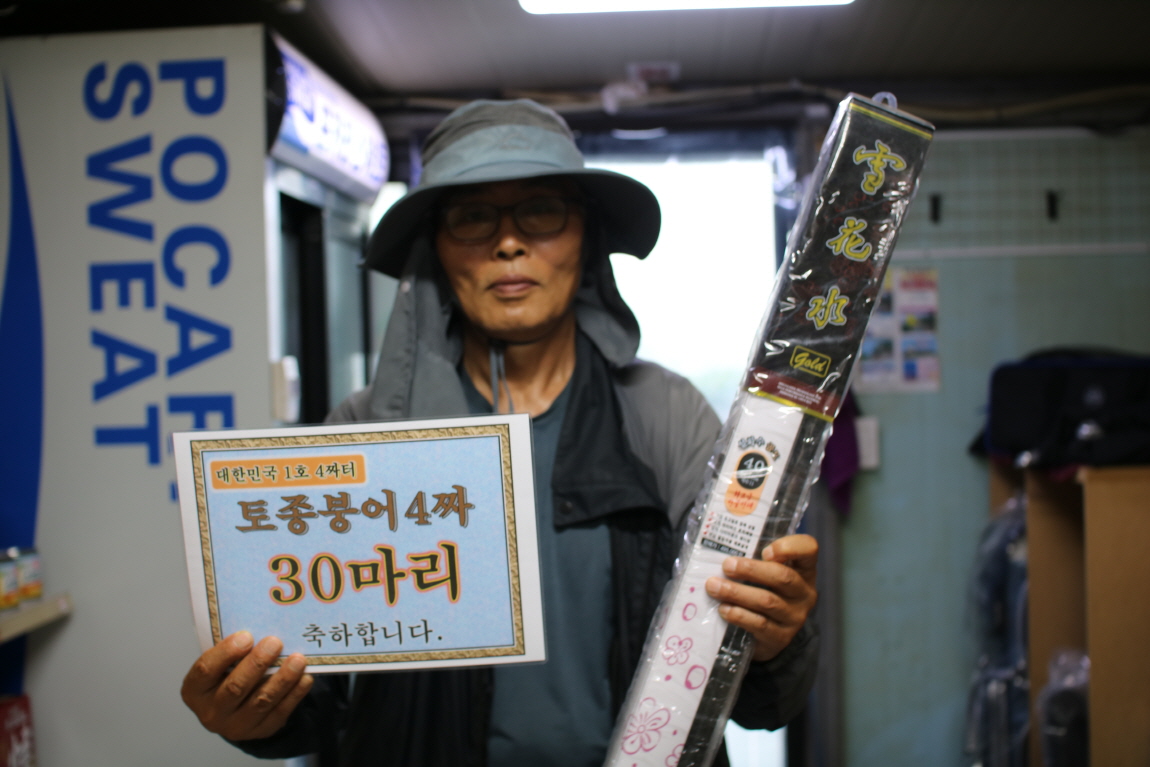 POCARI
SWEAT
대한민국 1호 4짜터
토종붕어 4짜
30마리
축하합니다.
雪
花
水
Gold